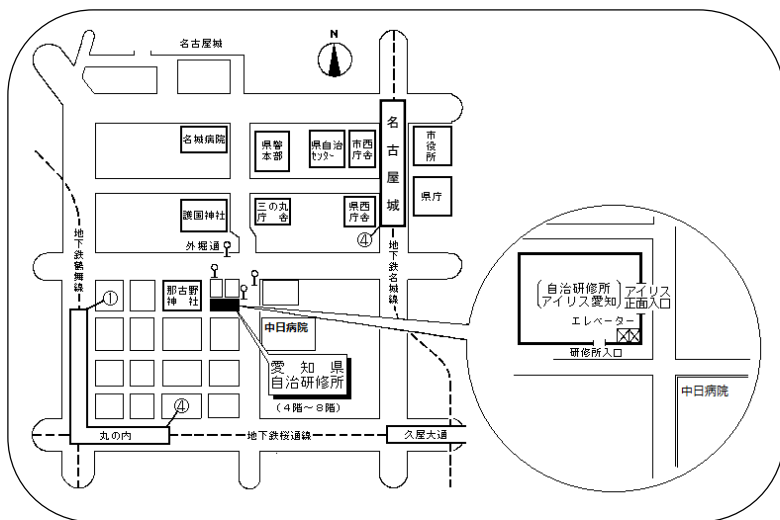 名古屋城
N
名城病院
県警
本部
県自治
センター
市西
庁舎
名古屋城
市役所
県庁
護国神社
三の丸
庁舎
県西
庁舎
④
外堀通
地下鉄鶴舞線
地下鉄名城線
①
那古野
神社
中日病院
愛知県
自治研修所
(4階～8階)
④
丸の内
地下鉄桜通線
久屋大通
自治研修所
アイリス愛知
アイリス
正面入口
エレベーター
研修所入口
中日病院